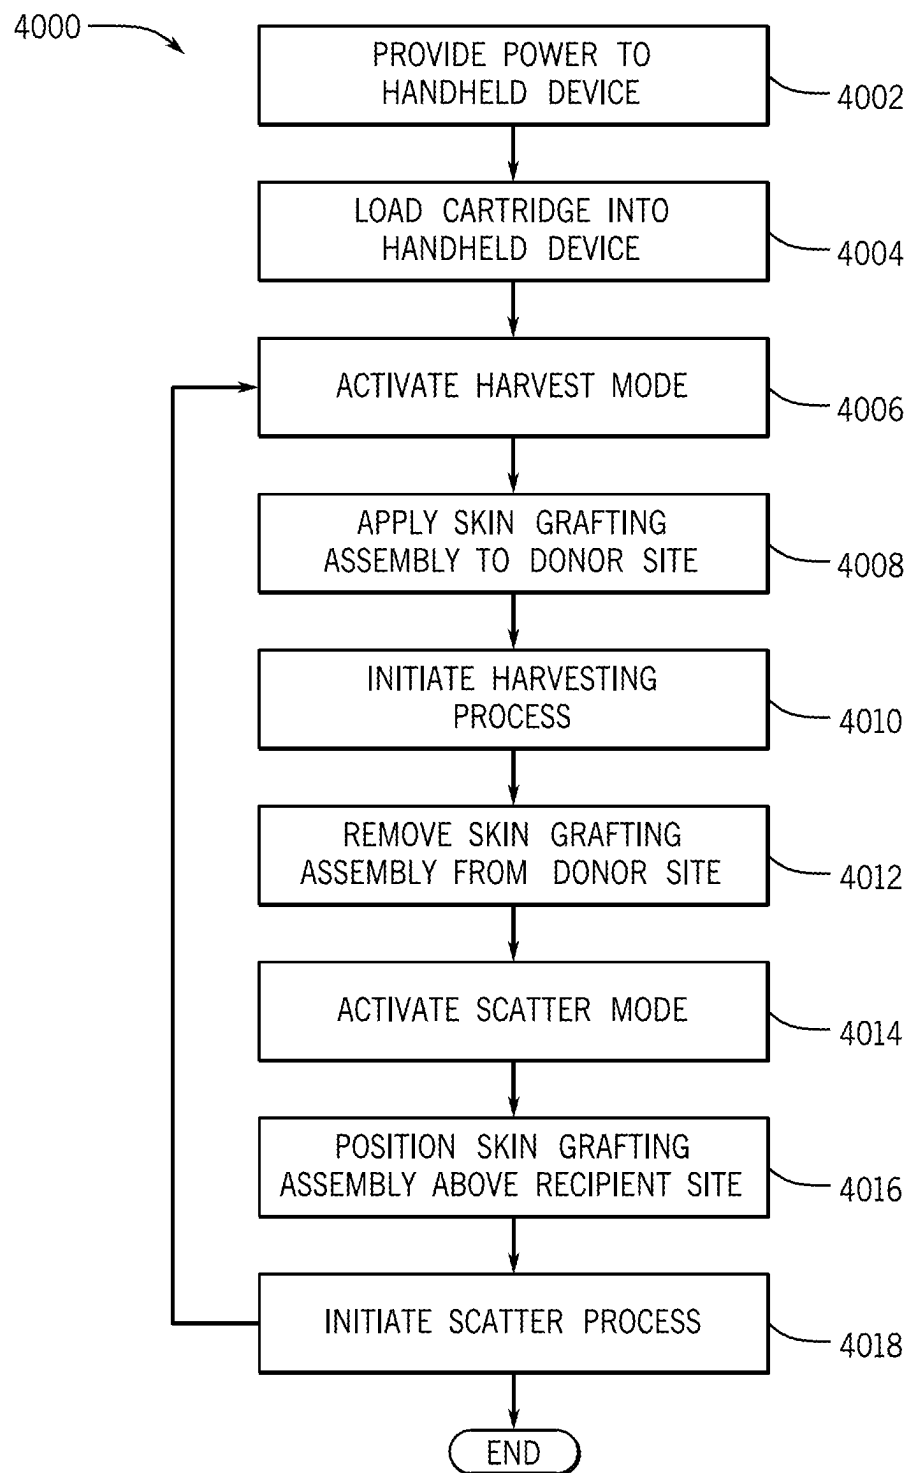 4000
PROVIDE POWER TO
HANDHELD DEVICE
4002
LOAD CARTRIDGE INTO
HANDHELD DEVICE
4004
ACTIVATE HARVEST MODE
4006
APPLY SKIN GRAFTING
ASSEMBLY TO DONOR SITE
4008
INITIATE HARVESTING
PROCESS
4010
REMOVE SKIN GRAFTING
ASSEMBLY FROM DONOR SITE
4012
ACTIVATE SCATTER MODE
4014
POSITION SKIN GRAFTING
ASSEMBLY ABOVE RECIPIENT SITE
4016
INITIATE SCATTER PROCESS
4018
END